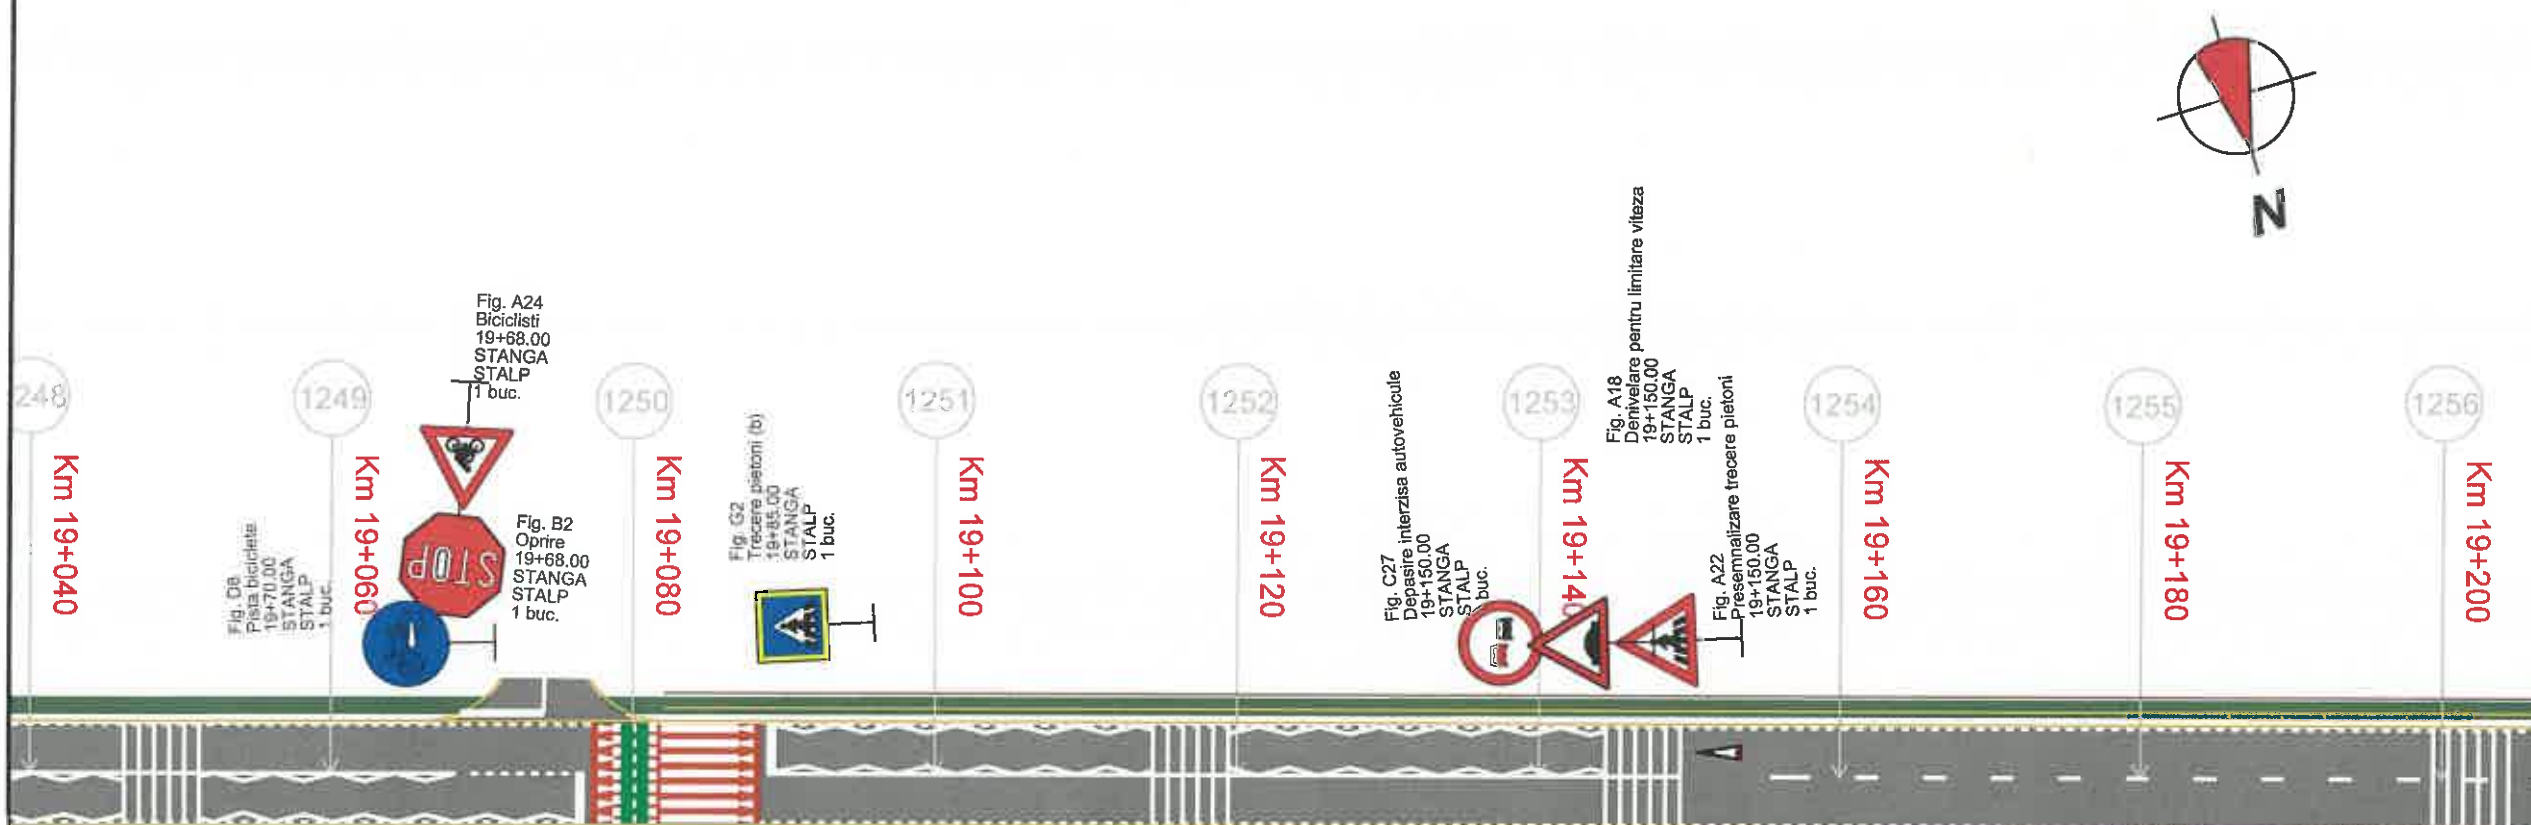 N
Fig. A24
Biciclisti
19+68.00
STANGA
STALP
1 buc.
248
1249
1250
1251
1252
1253
1254
1255
1256
Km 19+040
Km 19+060
Km 19+080
Km 19+100
Km 19+120
Km 19+140
Km 19+160
Km 19+180
Km 19+200
Fig. D8
Pista biciclete
19+70.00
STANGA
STALP
1 buc.
STOP
Fig. B2
Oprire
19+68.00
STANGA
STALP
1 buc.
Fig. G2
Trecere pietoni (b)
19+85.00
STANGA
STALP
1 buc.
Fig. C27
Depasire interzisa autovehicule
19+150.00
STANGA
STALP
buc.
Fig. A18
Denivelare pentru limitare viteza
19+150.00
STANGA
STALP
1 buc.
Fig. A22
Presemnalizare trecere pietoni
19+150.00
STANGA
STALP
1 buc.